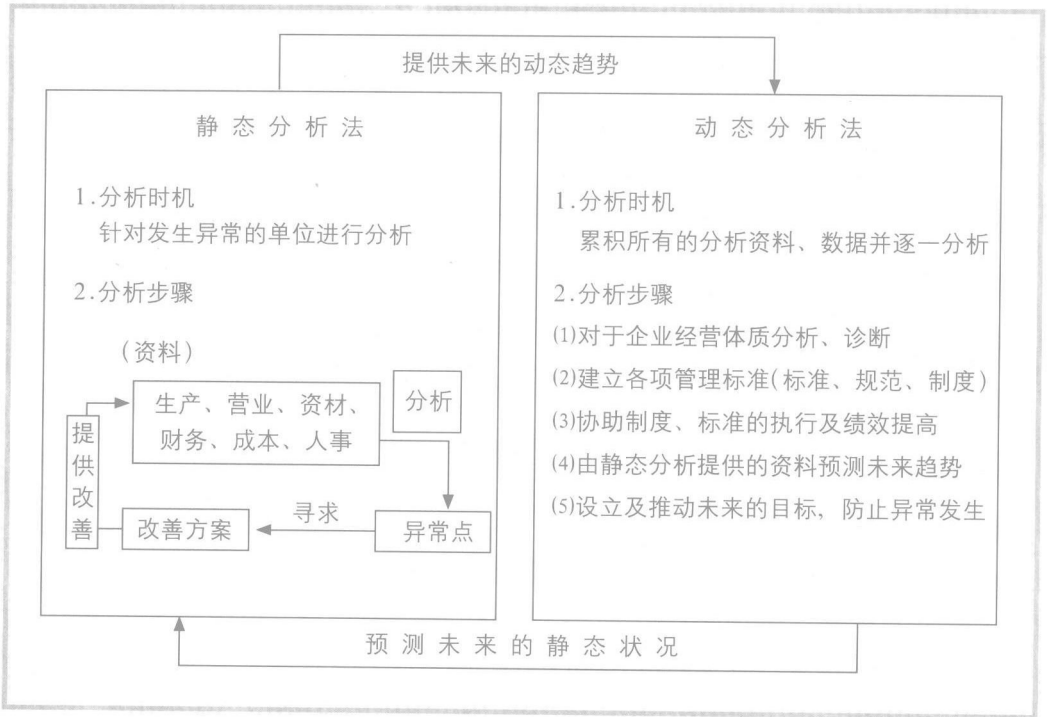 提供未来的动态趋势
静态分析法
1.分析时机
针对发生异常的单位进行分析
2.分析步骤
(资料)
生产、营业、资材、
财务、成本、人事
分析
提供改善
改善方案
寻求
异常点
动态分析法
1.分析时机
累积所有的分析资料、数据并逐一分析
2.分析步骤
(1)对于企业经营体质分析、诊断
(2)建立各项管理标准(标准、规范、制度)
(3)协助制度、标准的执行及绩效提高
(4)由静态分析提供的资料预测未来趋势
(5)设立及推动未来的目标,防止异常发生
预测未来的静态状况